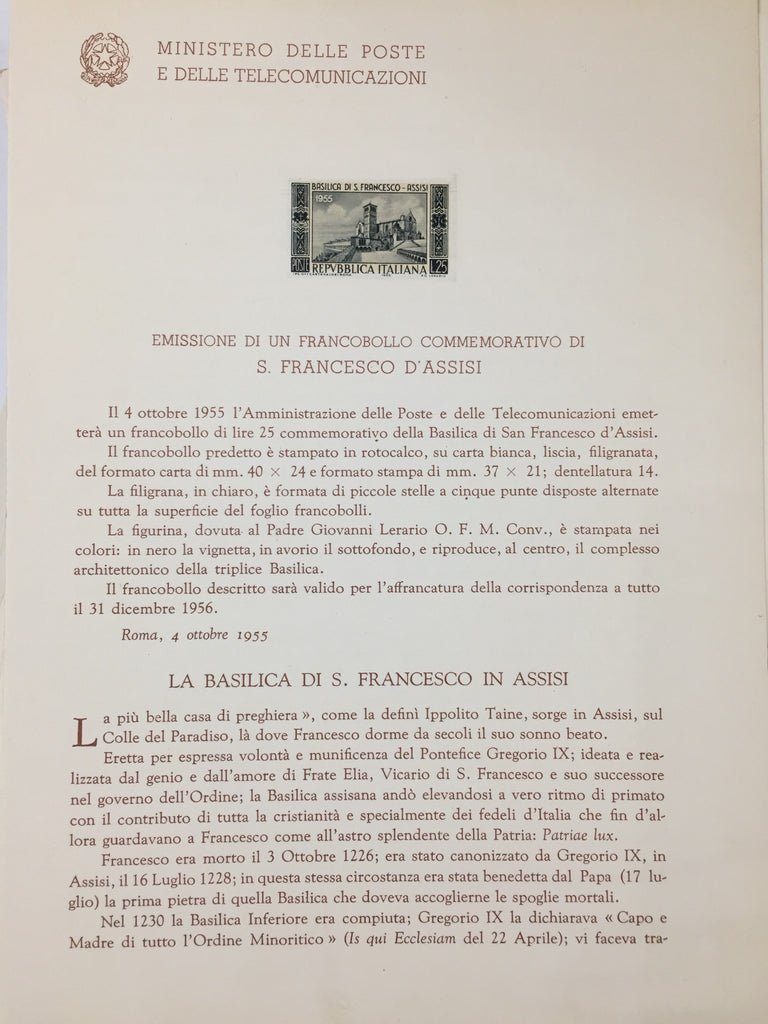 MINISTERO DELLE POSTE
E DELLE TELECOMUNICAZIONI
BASILICA DI S. FRANCESCO - ASSISI
1955
POSTE REPVBBLICA ITALIANA L.25
EMISSIONE DI UN FRANCOBOLLO COMMEMORATIVO DI
S. FRANCESCO D'ASSISI
Il 4 ottobre 1955 l'Amministrazione delle Poste e delle Telecomunicazioni emet-
terà un francobollo di lire 25 commemorativo della Basilica di San Francesco d'Assisi.
Il francobollo predetto è stampato in rotocalco, su carta bianca, liscia, filigranata,
del formato carta di mm. 40 × 24 e formato stampa di mm. 37 × 21; dentellatura 14.
La filigrana, in chiaro, è formata di piccole stelle a cinque punte disposte alternate
su tutta la superficie del foglio francobolli.
La figurina, dovuta al Padre Giovanni Lerario O. F. M. Conv., è stampata nei
colori: in nero la vignetta, in avorio il sottofondo, e riproduce, al centro, il complesso
architettonico della triplice Basilica.
Il francobollo descritto sarà valido per l'affrancatura della corrispondenza a tutto
il 31 dicembre 1956.
Roma, 4 ottobre 1955
LA BASILICA DI S. FRANCESCO IN ASSISI
La più bella casa di preghiera », come la definì Ippolito Taine, sorge in Assisi, sul
Colle del Paradiso, là dove Francesco dorme da secoli il suo sonno beato.
Eretta per espressa volontà e munificenza del Pontefice Gregorio IX; ideata e rea-
lizzata dal genio e dall'amore di Frate Elia, Vicario di S. Francesco e suo successore
nel governo dell'Ordine; la Basilica assisana andò elevandosi a vero ritmo di primato
con il contributo di tutta la cristianità e specialmente dei fedeli d'Italia che fin d'al-
lora guardavano a Francesco come all'astro splendente della Patria: Patriae lux.
Francesco era morto il 3 Ottobre 1226; era stato canonizzato da Gregorio IX, in
Assisi, il 16 Luglio 1228; in questa stessa circostanza era stata benedetta dal Papa (17 lu-
glio) la prima pietra di quella Basilica che doveva accoglierne le spoglie mortali.
Nel 1230 la Basilica Inferiore era compiuta; Gregorio IX la dichiarava « Capo e
Madre di tutto l'Ordine Minoritico » (Is qui Ecclesiam del 22 Aprile); vi faceva tra-